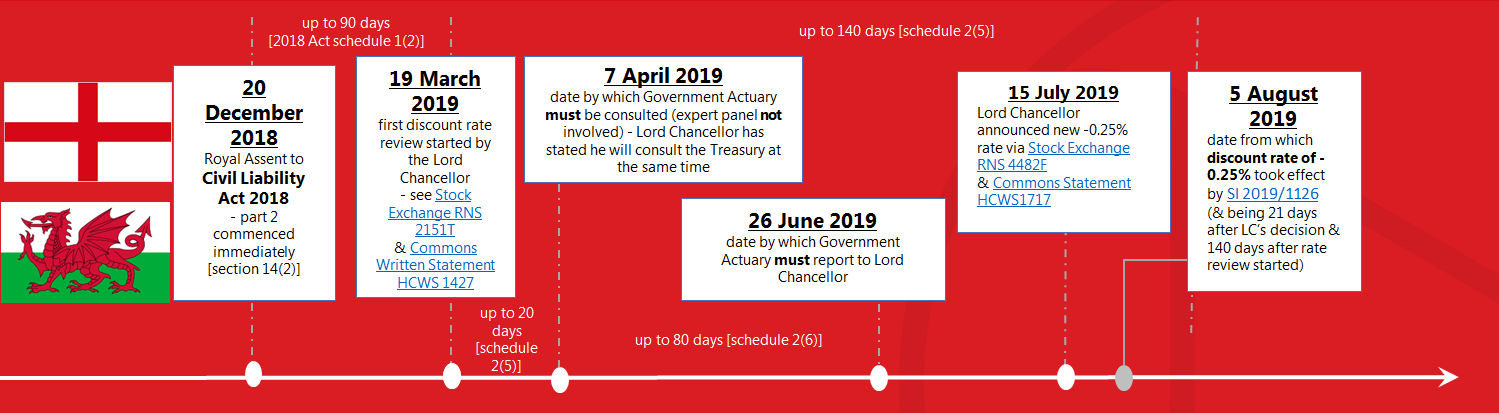 up to 90 days
[2018 Act schedule 1(2)]
up to 140 days [schedule 2(5)]
20
December
2018
Royal Assent to
Civil Liability
Act 2018
- part 2
commenced
immediately
[section 14(2)]
19 March
2019
first discount rate
review started by
the Lord
Chancellor
- see Stock
Exchange RNS
2151T
& Commons
Written Statement
HCWS 1427
7 April 2019
date by which Government Actuary
must be consulted (expert panel not
involved) - Lord Chancellor has
stated he will consult the Treasury at
the same time
26 June 2019
date by which Government
Actuary must report to Lord
Chancellor
15 July 2019
Lord Chancellor
announced new -0.25%
rate via Stock Exchange
RNS 4482F
& Commons Statement
HCWS1717
5 August
2019
date from which
discount rate of -
0.25% took effect
by SI 2019/1126
(& being 21 days
after LC's decision &
140 days after rate
review started)
up to 20
days
[schedule
2(5)]
up to 80 days [schedule 2(6)]